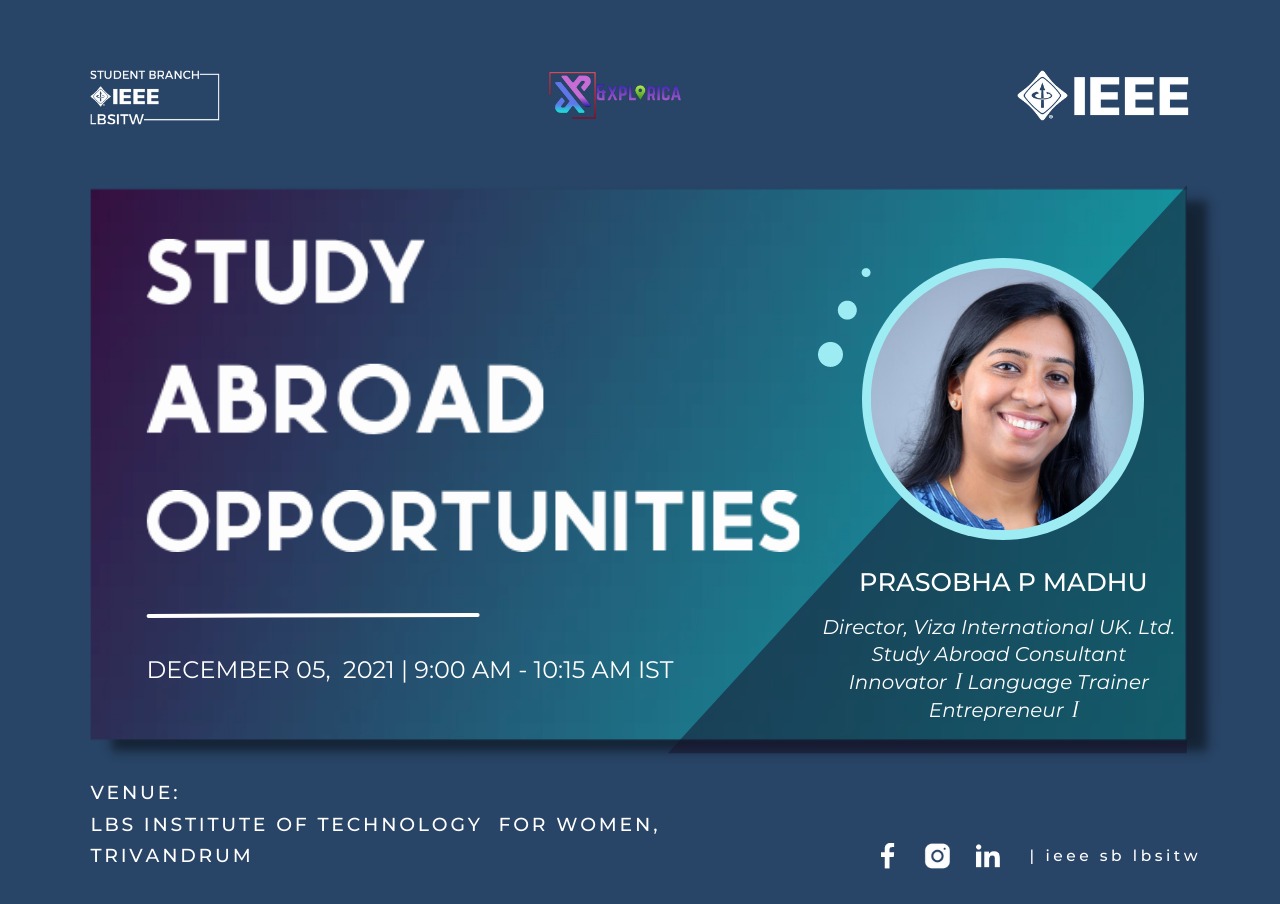 STUDENT BRANCH
IEEE
LBSITW
XPLORICA
IEEE
STUDY
ABROAD
OPPORTUNITIES
DECEMBER 05,  2021 | 9:00 AM - 10:15 AM IST
PRASOBHA P MADHU
Director, Viza International UK. Ltd.
Study Abroad Consultant
Innovator I Language Trainer
Entrepreneur I
VENUE:
LBS INSTITUTE OF TECHNOLOGY  FOR WOMEN,
TRIVANDRUM
| ieee sb lbsitw